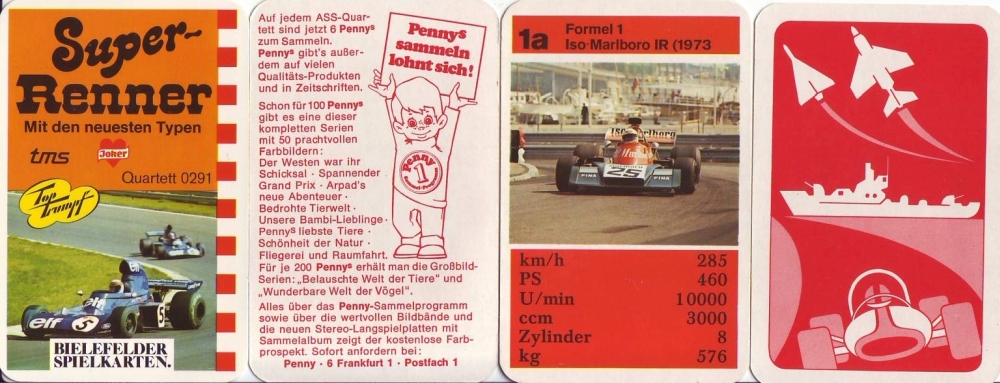 Super-
Renner
Mit den neuesten Typen
tms
Joker
Quartett 0291
Top
Trumpf
elf
5
5
BIELEFELDER
SPIELKARTEN.
Auf jedem ASS-Quar-
tett sind jetzt 6 Pennys
zum Sammeln.
Pennys gibt's außer-
dem auf vielen
Qualitäts-Produkten
und in Zeitschriften.
Schon für 100 Pennys
gibt es eine dieser
kompletten Serien
mit 50 prachtvollen
Farbbildern:
Der Westen war ihr
Schicksal · Spannender
Grand Prix · Arpad's
neue Abenteuer ·
Bedrohte Tierwelt ·
Unsere Bambi-Lieblinge ·
Pennys liebste Tiere ·
Schönheit der Natur ·
Fliegerei und Raumfahrt.
Für je 200 Pennys erhält man die Großbild-
Serien: „Belauschte Welt der Tiere" und
„Wunderbare Welt der Vögel".
Alles über das Penny-Sammelprogramm
sowie über die wertvollen Bildbände und
die neuen Stereo-Langspielplatten mit
Sammelalbum zeigt der kostenlose Farb-
prospekt. Sofort anfordern bei:
Penny · 6 Frankfurt 1 · Postfach 1
Pennys
sammeln
lohnt sich!
Penny
1
1a
Formel 1
Iso-Marlboro IR (1973
ISO Marlboro
25
FINA
FINA
km/h 285
PS 460
U/min 10000
ccm 3000
Zylinder 8
kg 576